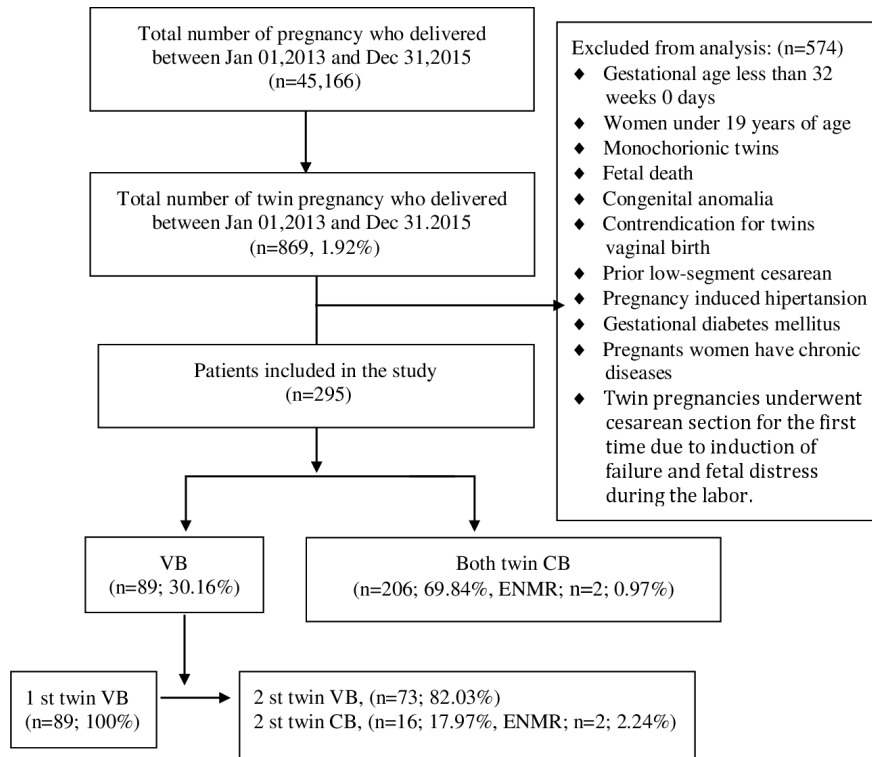 Total number of pregnancy who delivered
between Jan 01,2013 and Dec 31,2015
(n=45,166)
Total number of twin pregnancy who delivered
between Jan 01,2013 and Dec 31.2015
(n=869, 1.92%)
Excluded from analysis: (n=574)
♦ Gestational age less than 32
weeks 0 days
♦ Women under 19 years of age
♦ Monochorionic twins
♦ Fetal death
♦ Congenital anomalia
♦ Contrendication for twins
vaginal birth
♦ Prior low-segment cesarean
♦ Pregnancy induced hipertansion
♦ Gestational diabetes mellitus
♦ Pregnants women have chronic
diseases
♦ Twin pregnancies underwent
cesarean section for the first
time due to induction of
failure and fetal distress
during the labor.
Patients included in the study
(n=295)
VB
(n=89; 30.16%)
Both twin CB
(n=206; 69.84%, ENMR; n=2; 0.97%)
1 st twin VB
(n=89; 100%)
2 st twin VB, (n=73; 82.03%)
2 st twin CB, (n=16; 17.97%, ENMR; n=2; 2.24%)